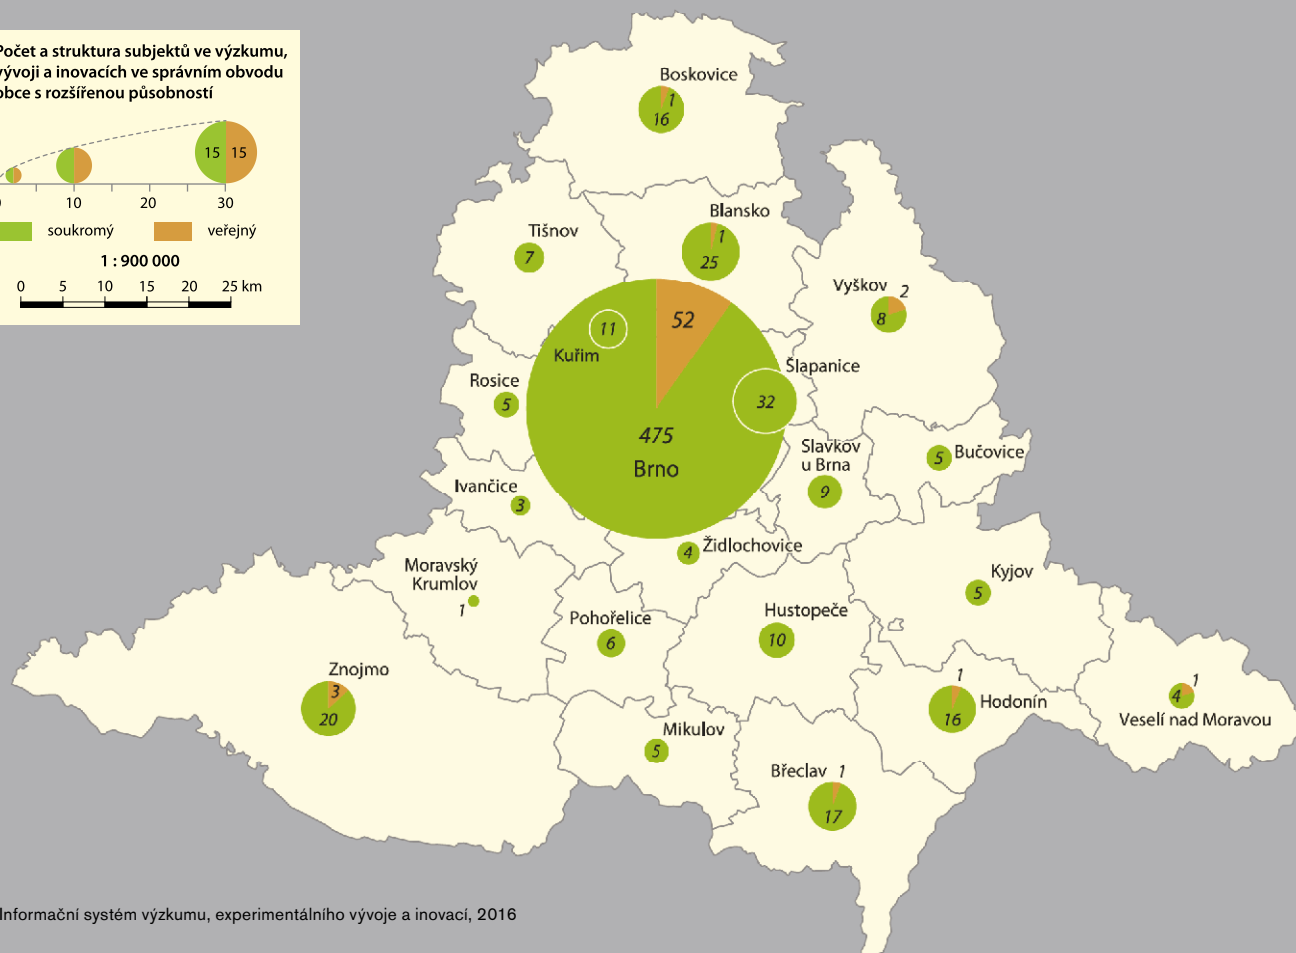 Počet a struktura subjektů ve výzkumu,
vývoji a inovacích ve správním obvodu
obce s rozšířenou působností
15 15
0 10 20 30
soukromý veřejný
1 : 900 000
0 5 10 15 20 25 km
Boskovice
1
16
Blansko
1
25
Tišnov
7
Vyškov 2
8
52
11
Kuřim
Šlapanice
32
Rosice
5
475
Brno
Slavkov
u Brna
9
5 Bučovice
Ivančice
3
4 Židlochovice
Moravský
Krumlov
1
Kyjov
5
Pohořelice
6
Hustopeče
10
Znojmo
3
20
1
16 Hodonín
1
4
Veselí nad Moravou
Mikulov
5
Břeclav 1
17
Informační systém výzkumu, experimentálního vývoje a inovací, 2016